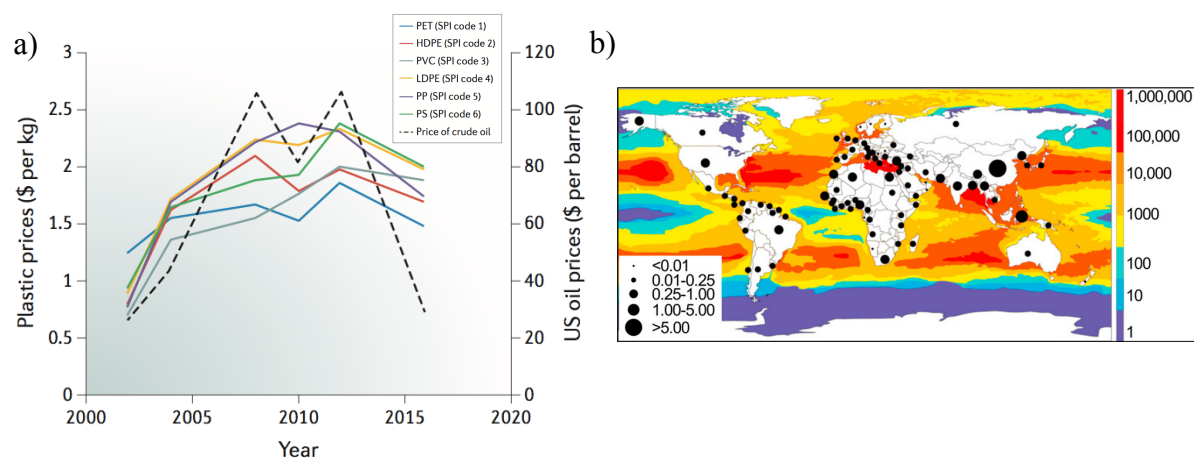 a)
PET (SPI code 1)
HDPE (SPI code 2)
PVC (SPI code 3)
LDPE (SPI code 4)
PP (SPI code 5)
PS (SPI code 6)
Price of crude oil
Plastic prices ($ per kg)
3
2.5
2
1.5
1
0.5
0
120
100
80
60
40
20
0
US oil prices ($ per barrel)
2000
2005
2010
2015
2020
Year
b)
<0.01
0.01-0.25
0.25-1.00
1.00-5.00
>5.00
1,000,000
100,000
10,000
1000
100
10
1